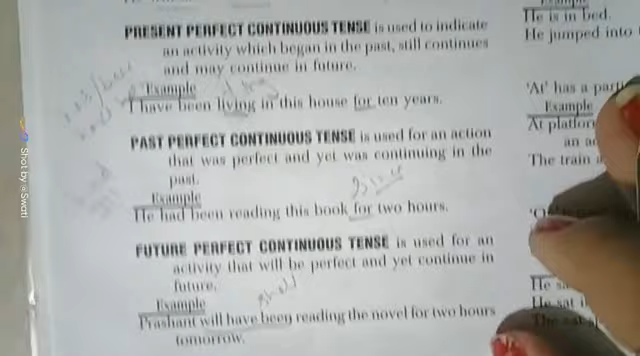 PRESENT PERFECT CONTINUOUS TENSE is used to indicate
an activity which began in the past, still continues
and may continue in future.
Example
I have been living in this house for ten years.
PAST PERFECT CONTINUOUS TENSE is used for an action
that was perfect and yet was continuing in the
past.
since
Example
He had been reading this book for two hours.
FUTURE PERFECT CONTINUOUS TENSE is used for an
activity that will be perfect and yet continue in
future.
Example
Prashant will have been reading the novel for two hours
tomorrow.
Example
He is in bed.
He jumped into
'At' has a
Example
At
The train
He sat
Shot by